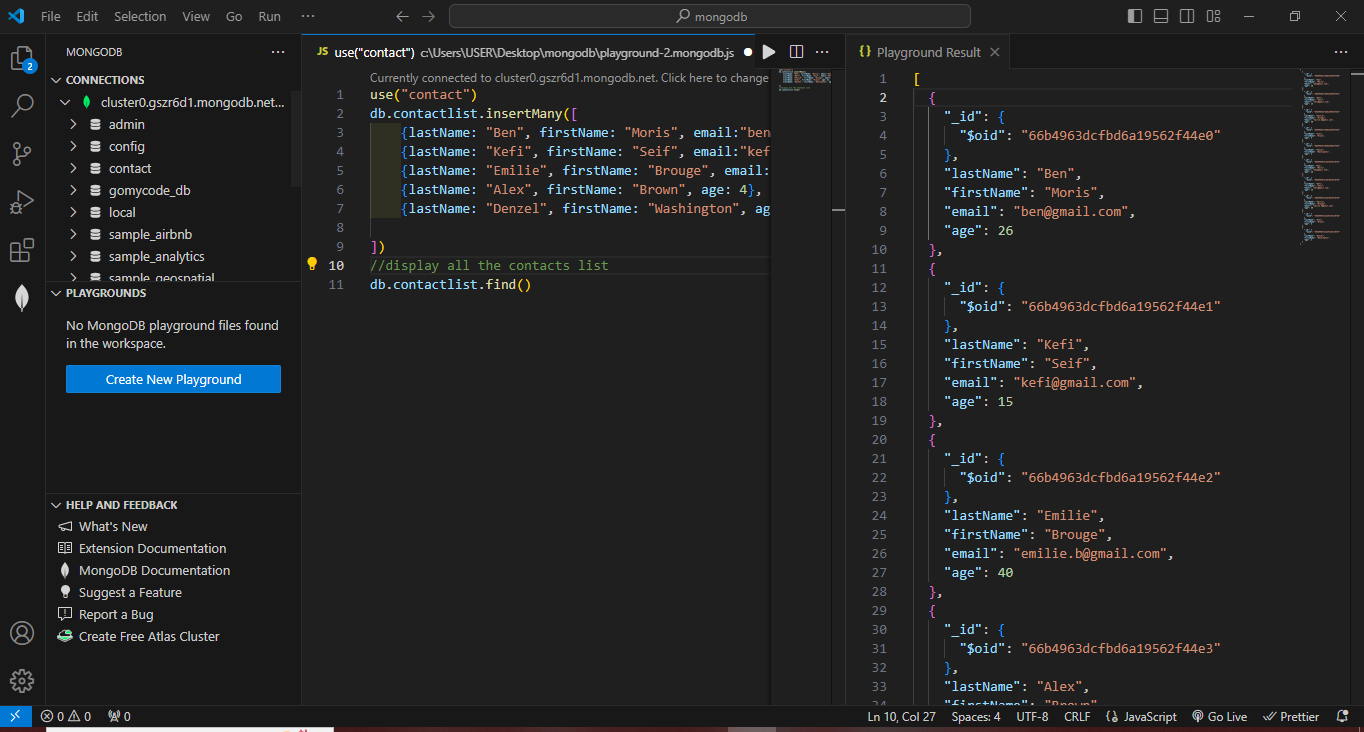 File Edit Selection View Go Run ··· mongodb
MONGODB ···
CONNECTIONS
cluster0.gszr6d1.mongodb.net...
admin
config
contact
gomycode_db
local
sample_airbnb
sample_analytics
sample_geospatial
PLAYGROUNDS
No MongoDB playground files found
in the workspace.
Create New Playground
HELP AND FEEDBACK
What's New
Extension Documentation
MongoDB Documentation
Suggest a Feature
Report a Bug
Create Free Atlas Cluster
2
JS use("contact") c:\Users\USER\Desktop\mongodb\playground-2.mongodb.js ● ···
Currently connected to cluster0.gszr6d1.mongodb.net. Click here to change
1 use("contact")
2 db.contactlist.insertMany([
3 {lastName: "Ben", firstName: "Moris", email:"ben
4 {lastName: "Kefi", firstName: "Seif", email:"kef
5 {lastName: "Emilie", firstName: "Brouge", email:
6 {lastName: "Alex", firstName: "Brown", age: 4},
7 {lastName: "Denzel", firstName: "Washington", ag
8
9 ])
10 //display all the contacts list
11 db.contactlist.find()
{} Playground Result ···
1 [
2 {
3 "_id": {
4 "$oid": "66b4963dcfbd6a19562f44e0"
5 },
6 "lastName": "Ben",
7 "firstName": "Moris",
8 "email": "ben@gmail.com",
9 "age": 26
10 },
11 {
12 "_id": {
13 "$oid": "66b4963dcfbd6a19562f44e1"
14 },
15 "lastName": "Kefi",
16 "firstName": "Seif",
17 "email": "kefi@gmail.com",
18 "age": 15
19 },
20 {
21 "_id": {
22 "$oid": "66b4963dcfbd6a19562f44e2"
23 },
24 "lastName": "Emilie",
25 "firstName": "Brouge",
26 "email": "emilie.b@gmail.com",
27 "age": 40
28 },
29 {
30 "_id": {
31 "$oid": "66b4963dcfbd6a19562f44e3"
32 },
33 "lastName": "Alex",
34 "firstName": "Brown",
0 0 0 Ln 10, Col 27 Spaces: 4 UTF-8 CRLF {} JavaScript Go Live Prettier